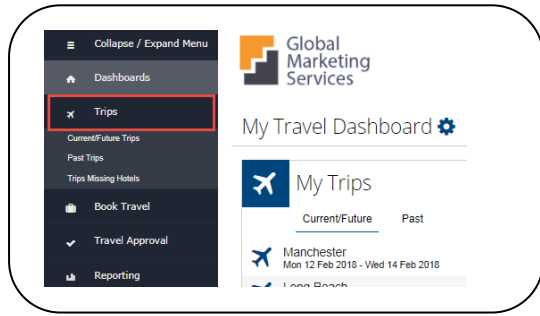 Collapse / Expand Menu
Dashboards
Trips
Current/Future Trips
Past Trips
Trips Missing Hotels
Book Travel
Travel Approval
Reporting
Global
Marketing
Services
My Travel Dashboard
My Trips
Current/Future Past
Manchester
Mon 12 Feb 2018 - Wed 14 Feb 2018
Long Beach